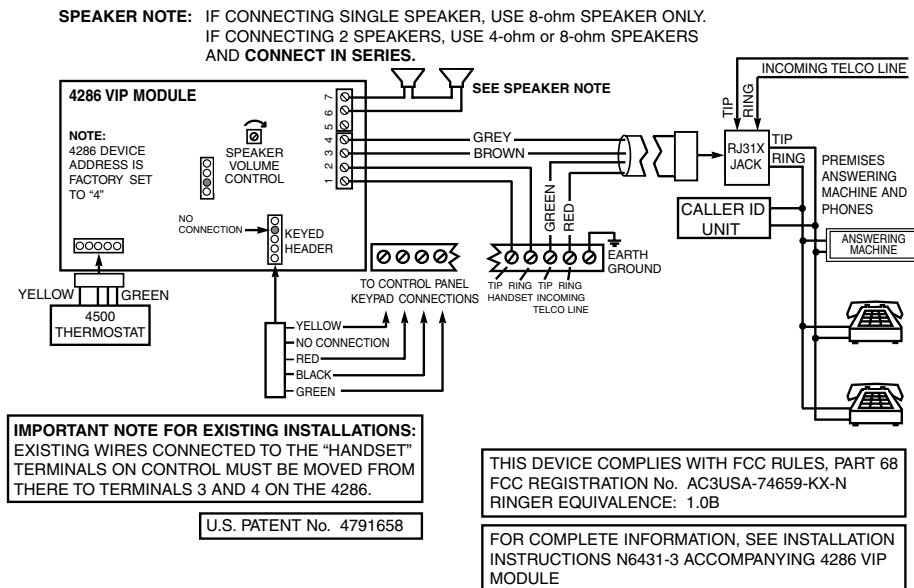 SPEAKER NOTE: IF CONNECTING SINGLE SPEAKER, USE 8-ohm SPEAKER ONLY.
IF CONNECTING 2 SPEAKERS, USE 4-ohm or 8-ohm SPEAKERS
AND CONNECT IN SERIES.
INCOMING TELCO LINE
4286 VIP MODULE
SEE SPEAKER NOTE
7
6
5
4
3
2
1
NOTE:
4286 DEVICE
ADDRESS IS
FACTORY SET
TO “4”
SPEAKER
VOLUME
CONTROL
NO
CONNECTION
KEYED
HEADER
GREY
BROWN
GREEN
RED
TIP
RING
RJ31X
JACK
TIP
RING
PREMISES
ANSWERING
MACHINE AND
PHONES
CALLER ID
UNIT
ANSWERING
MACHINE
EARTH
GROUND
TIP RING TIP RING
HANDSET INCOMING
TELCO LINE
TO CONTROL PANEL
KEYPAD CONNECTIONS
YELLOW GREEN
4500
THERMOSTAT
YELLOW
NO CONNECTION
RED
BLACK
GREEN
IMPORTANT NOTE FOR EXISTING INSTALLATIONS:
EXISTING WIRES CONNECTED TO THE “HANDSET”
TERMINALS ON CONTROL MUST BE MOVED FROM
THERE TO TERMINALS 3 AND 4 ON THE 4286.
U.S. PATENT No. 4791658
THIS DEVICE COMPLIES WITH FCC RULES, PART 68
FCC REGISTRATION No. AC3USA-74659-KX-N
RINGER EQUIVALENCE: 1.0B
FOR COMPLETE INFORMATION, SEE INSTALLATION
INSTRUCTIONS N6431-3 ACCOMPANYING 4286 VIP
MODULE